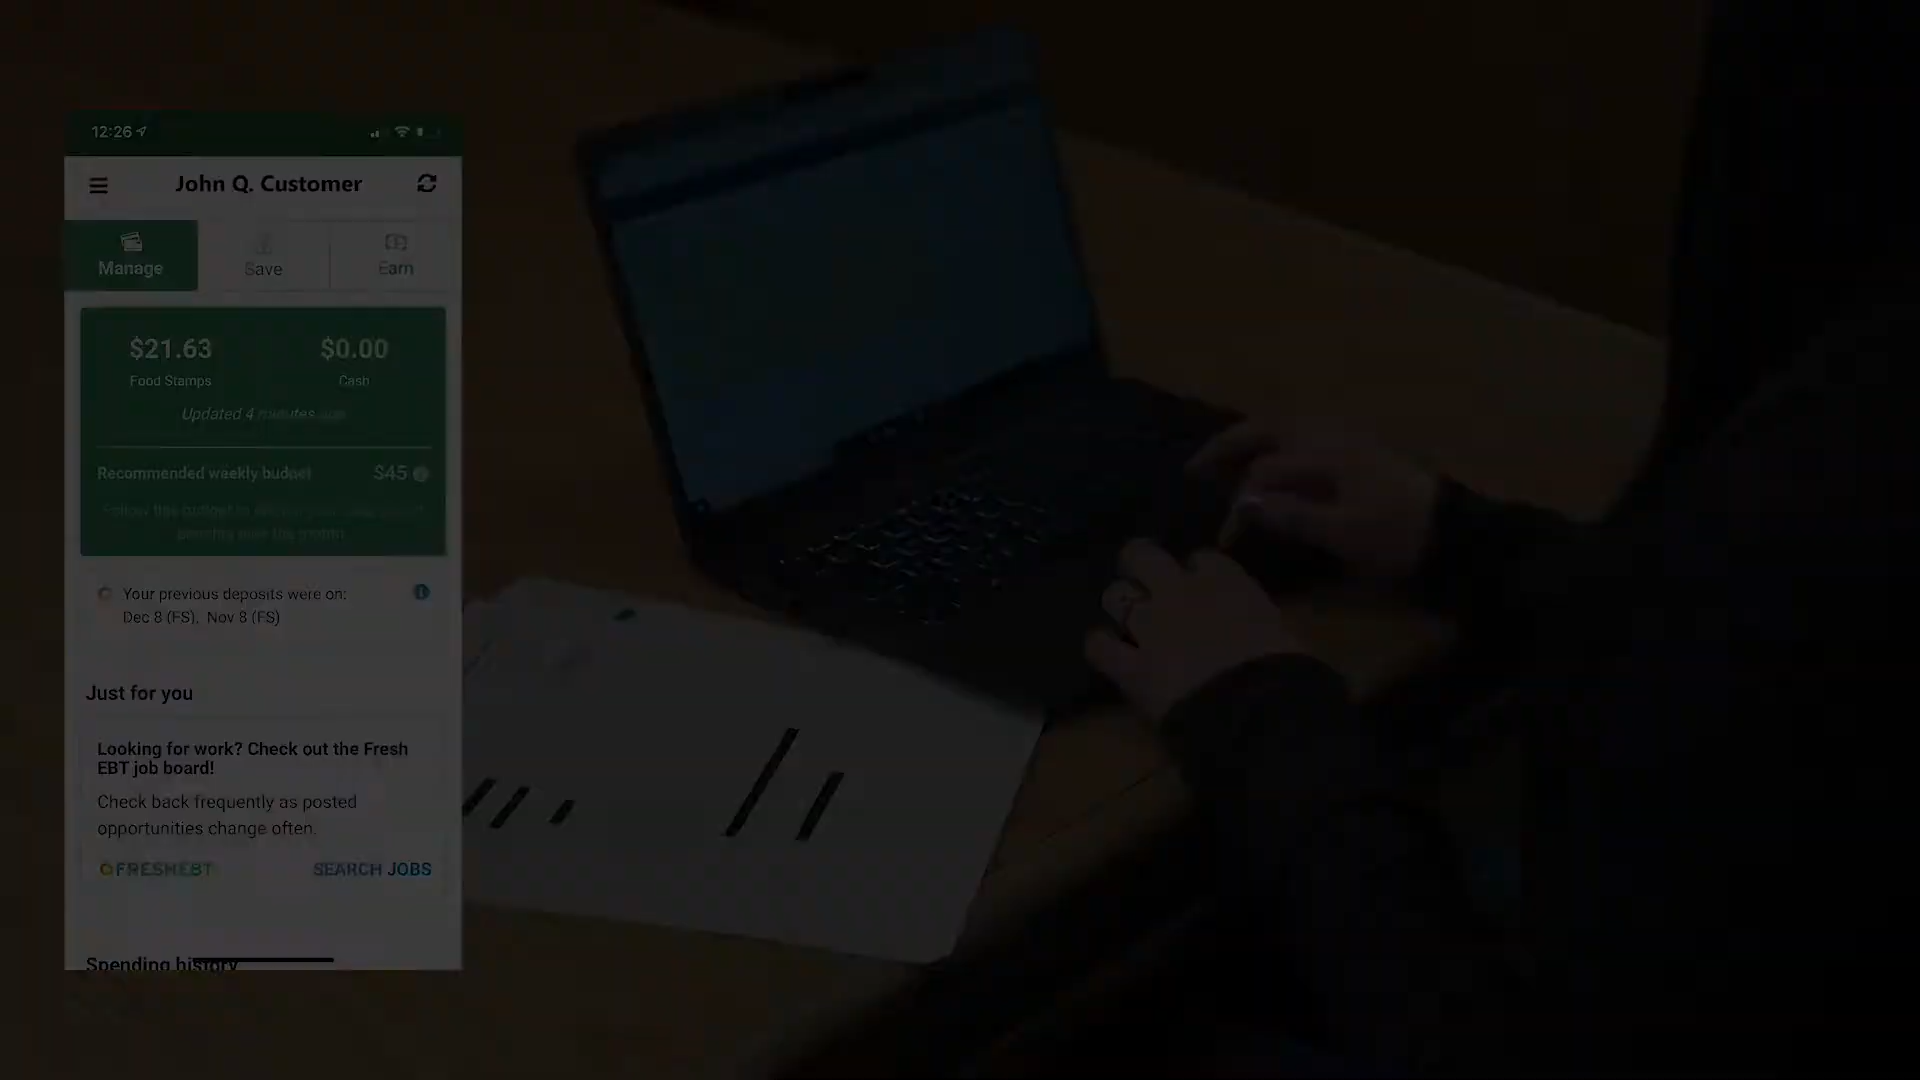 12:26
John Q. Customer
Manage
Save
Earn
$21.63
$0.00
Food Stamps
Cash
Updated 4 minutes ago
Recommended weekly budget
$45
Your previous deposits were on:
Dec 8 (FS), Nov 8 (FS)
Just for you
Looking for work? Check out the Fresh
EBT job board!
Check back frequently as posted
opportunities change often.
FRESHEBT
SEARCH JOBS
Spending history